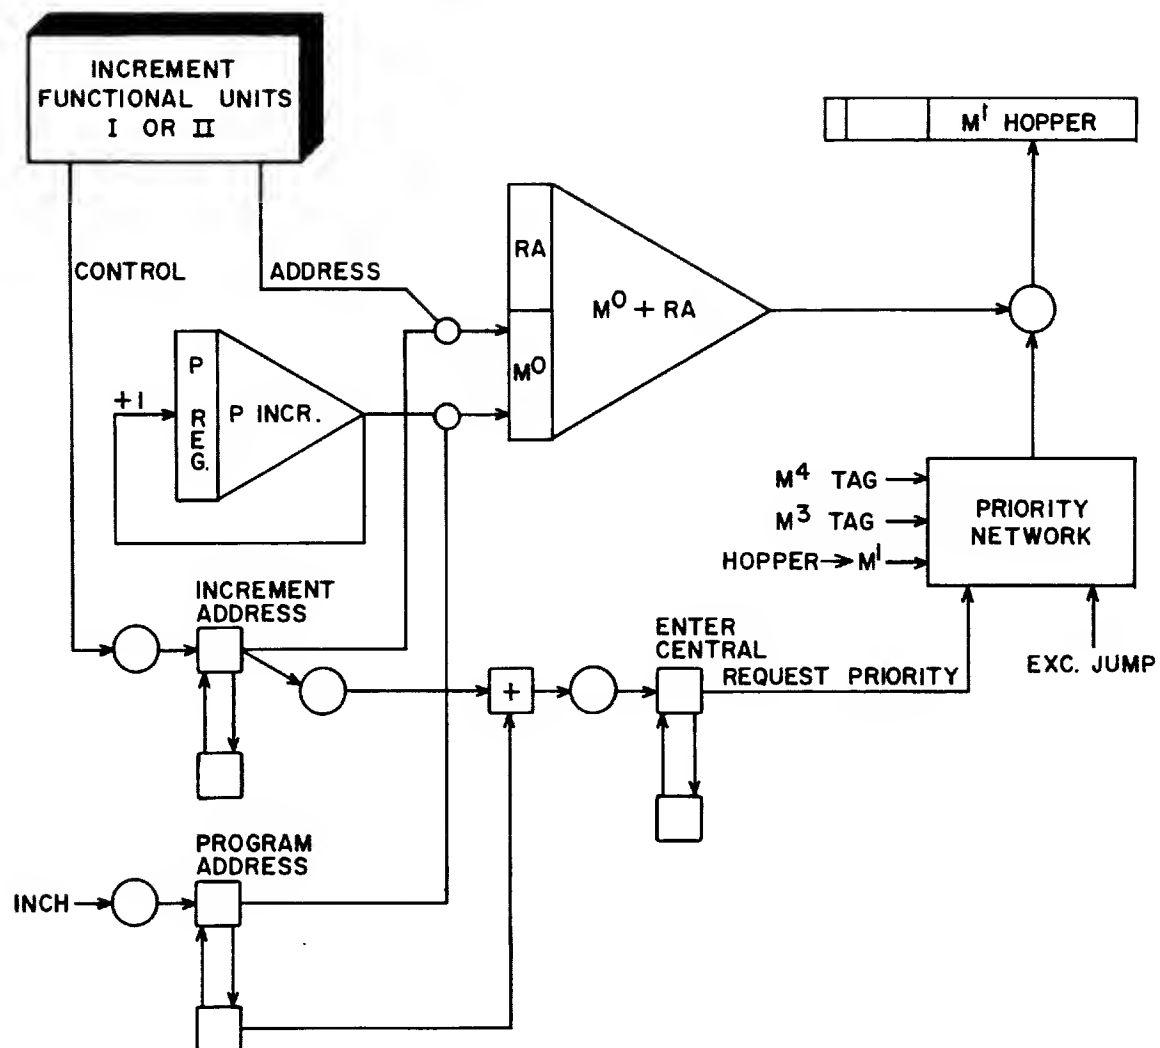 INCREMENT
FUNCTIONAL UNITS
I OR II
M¹ HOPPER
CONTROL
ADDRESS
RA
M⁰ + RA
M⁰
P
REG.
P INCR.
+1
M⁴ TAG
M³ TAG
HOPPER→M¹
PRIORITY
NETWORK
INCREMENT
ADDRESS
ENTER
CENTRAL
REQUEST PRIORITY
EXC. JUMP
+
PROGRAM
ADDRESS
INCH